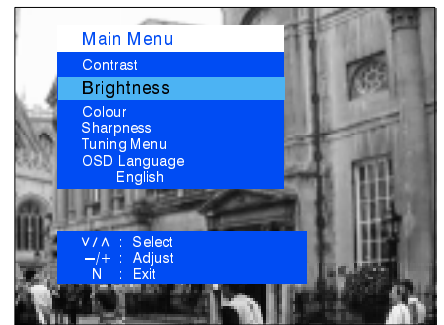 Main Menu
Contrast
Brightness
Colour
Sharpness
Tuning Menu
OSD Language
English
V / Λ : Select
–/+ : Adjust
N : Exit